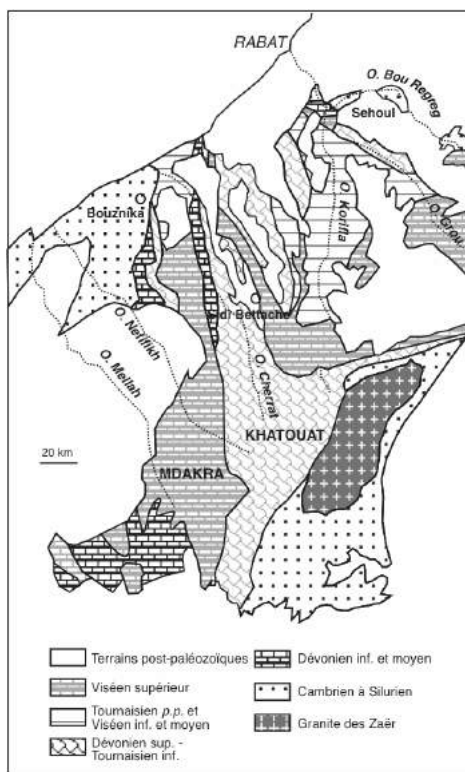 RABAT
O. Bou Regreg
Sehoul
O. Korifla
O. Grou
Bouznika
Sidi Bettache
O. Nefifikh
O. Mellah
O. Cherrat
KHATOUAT
20 km
MDAKRA
Terrains post-paléozoïques
Viséen supérieur
Tournaisien p.p. et
Viséen inf. et moyen
Dévonien sup. -
Tournaisien inf.
Dévonien inf. et moyen
Cambrien à Silurien
Granite des Zaër